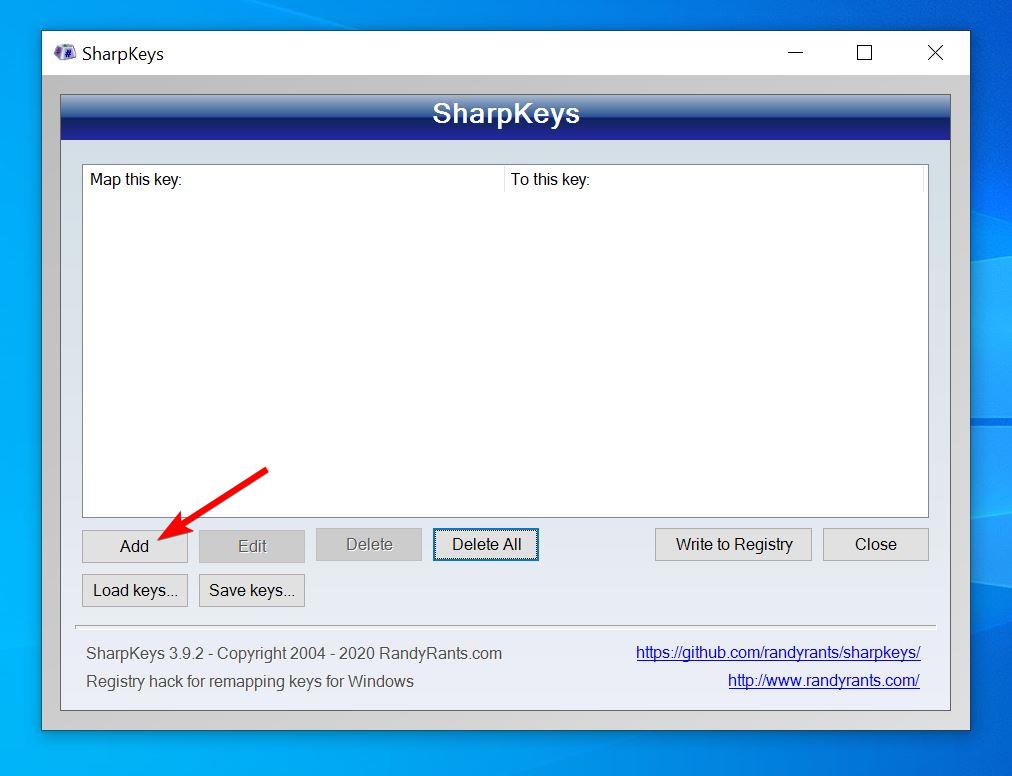 SharpKeys
SharpKeys
Map this key: To this key:
Add Edit Delete Delete All Write to Registry Close
Load keys... Save keys...
SharpKeys 3.9.2 - Copyright 2004 - 2020 RandyRants.com https://github.com/randyrants/sharpkeys/
Registry hack for remapping keys for Windows http://www.randyrants.com/